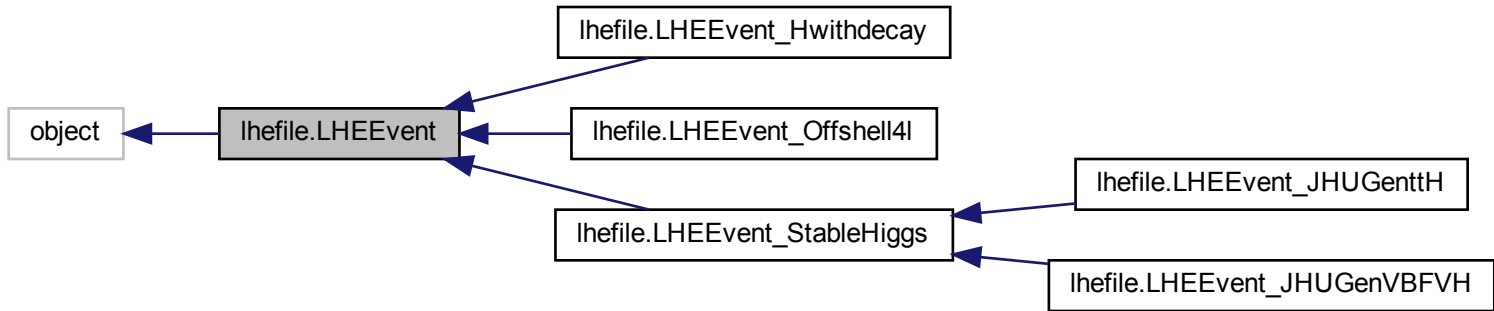 lhefile.LHEEvent_Hwithdecay
object
lhefile.LHEEvent
lhefile.LHEEvent_Offshell4l
lhefile.LHEEvent_JHUGenttH
lhefile.LHEEvent_StableHiggs
lhefile.LHEEvent_JHUGenVBFVH